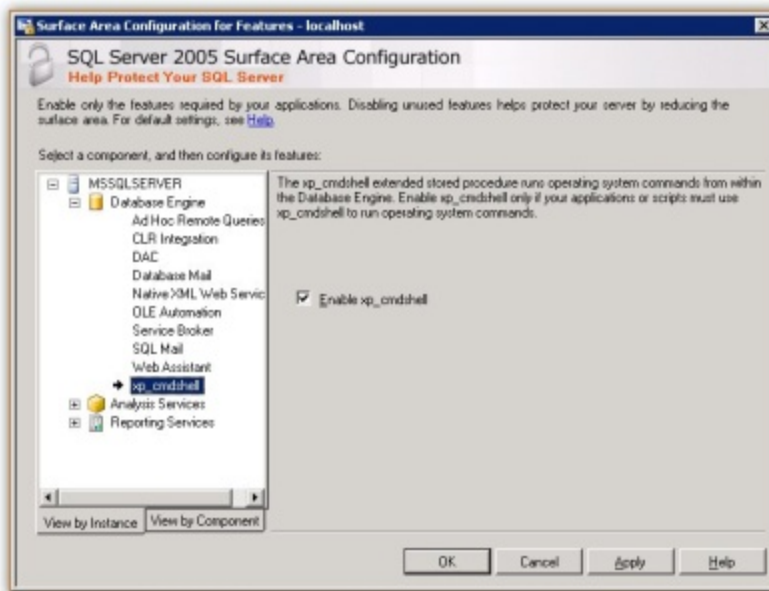 Surface Area Configuration for Features - localhost
SQL Server 2005 Surface Area Configuration
Help Protect Your SQL Server
Enable only the features required by your applications. Disabling unused features helps protect your server by reducing the
surface area. For default settings, see Help.
Select a component, and then configure its features:
MSSQLSERVER
Database Engine
Ad Hoc Remote Queries
CLR Integration
DAC
Database Mail
Native XML Web Servic
OLE Automation
Service Broker
SQL Mail
Web Assistant
xp_cmdshell
Analysis Services
Reporting Services
View by Instance
View by Component
The xp_cmdshell extended stored procedure runs operating system commands from within
the Database Engine. Enable xp_cmdshell only if your applications or scripts must use
xp_cmdshell to run operating system commands.
Enable xp_cmdshell
OK
Cancel
Apply
Help